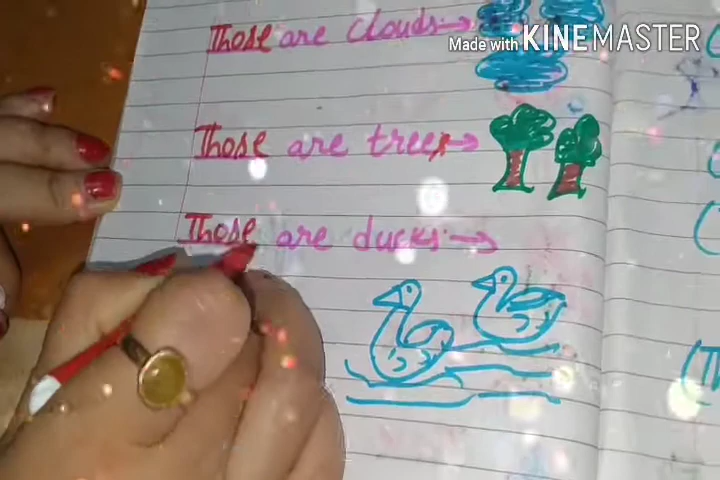 Those are clouds →
Made with KINEMASTER
Those are trees →
Those are ducks →